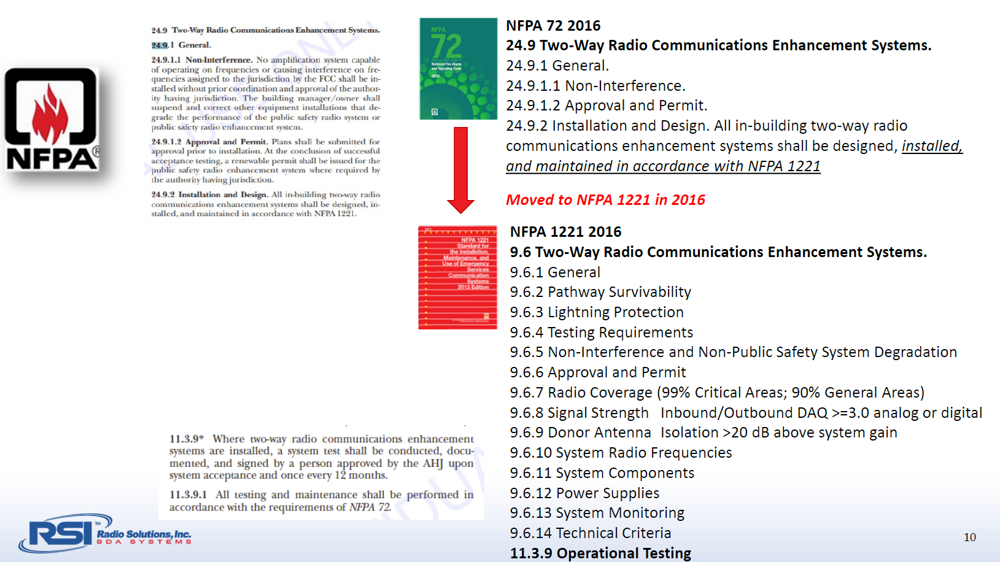 24.9 Two-Way Radio Communications Enhancement Systems.
24.9.1 General.
24.9.1.1 Non-Interference. No amplification system capable
of operating on frequencies or causing interference on fre-
quencies assigned to the jurisdiction by the FCC shall be in-
stalled without prior coordination and approval of the author-
ity having jurisdiction. The building manager/owner shall
suspend and correct other equipment installations that de-
grade the performance of the public safety radio system or
public safety radio enhancement system.
24.9.1.2 Approval and Permit. Plans shall be submitted for
approval prior to installation. At the conclusion of successful
acceptance testing, a renewable permit shall be issued for the
public safety radio enhancement system where required by
the authority having jurisdiction.
24.9.2 Installation and Design. All in-building two-way radio
communications enhancement systems shall be designed, in-
stalled, and maintained in accordance with NFPA 1221.
NFPA®
NFPA
72
National Fire Alarm
and Signaling Code
2016
NFPA 72 2016
24.9 Two-Way Radio Communications Enhancement Systems.
24.9.1 General.
24.9.1.1 Non-Interference.
24.9.1.2 Approval and Permit.
24.9.2 Installation and Design. All in-building two-way radio
communications enhancement systems shall be designed, installed,
and maintained in accordance with NFPA 1221
Moved to NFPA 1221 in 2016
NFPA 1221
Standard for
the Installation,
Maintenance, and
Use of Emergency
Services
Communication
Systems
2013 Edition
NFPA 1221 2016
9.6 Two-Way Radio Communications Enhancement Systems.
9.6.1 General
9.6.2 Pathway Survivability
9.6.3 Lightning Protection
9.6.4 Testing Requirements
9.6.5 Non-Interference and Non-Public Safety System Degradation
9.6.6 Approval and Permit
9.6.7 Radio Coverage (99% Critical Areas; 90% General Areas)
9.6.8 Signal Strength Inbound/Outbound DAQ >=3.0 analog or digital
9.6.9 Donor Antenna Isolation >20 dB above system gain
9.6.10 System Radio Frequencies
9.6.11 System Components
9.6.12 Power Supplies
9.6.13 System Monitoring
9.6.14 Technical Criteria
11.3.9 Operational Testing
11.3.9* Where two-way radio communications enhancement
systems are installed, a system test shall be conducted, docu-
mented, and signed by a person approved by the AHJ upon
system acceptance and once every 12 months.
11.3.9.1 All testing and maintenance shall be performed in
accordance with the requirements of NFPA 72.
RSI™ Radio Solutions, Inc.
BDA SYSTEMS
10